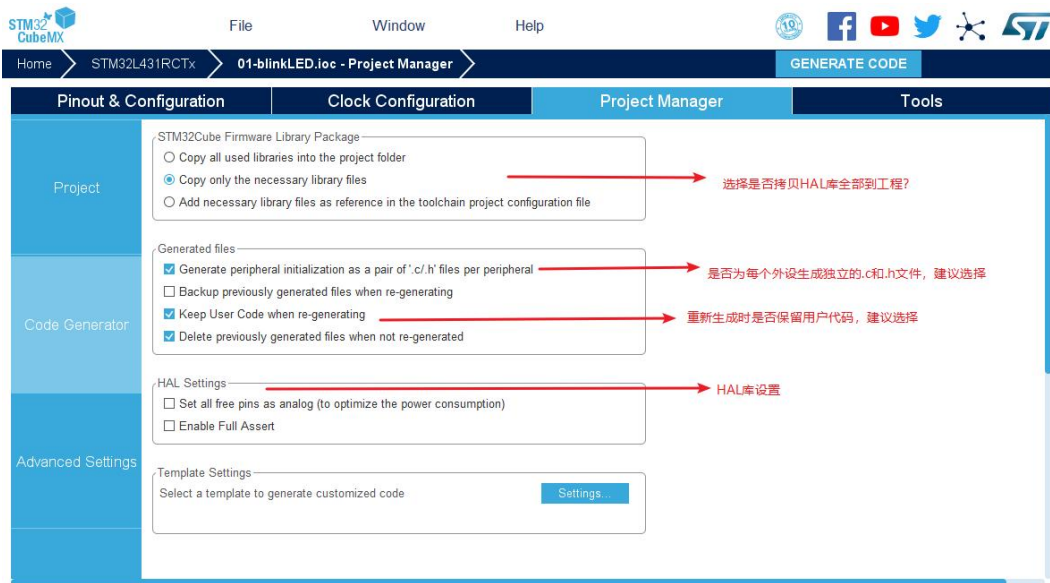 STM32
CubeMX
File
Window
Help
10
ST
Home
STM32L431RCTx
01-blinkLED.ioc - Project Manager
GENERATE CODE
Pinout & Configuration
Clock Configuration
Project Manager
Tools
Project
Code Generator
Advanced Settings
STM32Cube Firmware Library Package
Copy all used libraries into the project folder
Copy only the necessary library files
Add necessary library files as reference in the toolchain project configuration file
选择是否拷贝HAL库全部到工程?
Generated files
Generate peripheral initialization as a pair of '.c/.h' files per peripheral
Backup previously generated files when re-generating
Keep User Code when re-generating
Delete previously generated files when not re-generated
是否为每个外设生成独立的.c和.h文件，建议选择
重新生成时是否保留用户代码，建议选择
HAL Settings
Set all free pins as analog (to optimize the power consumption)
Enable Full Assert
HAL库设置
Template Settings
Select a template to generate customized code
Settings...